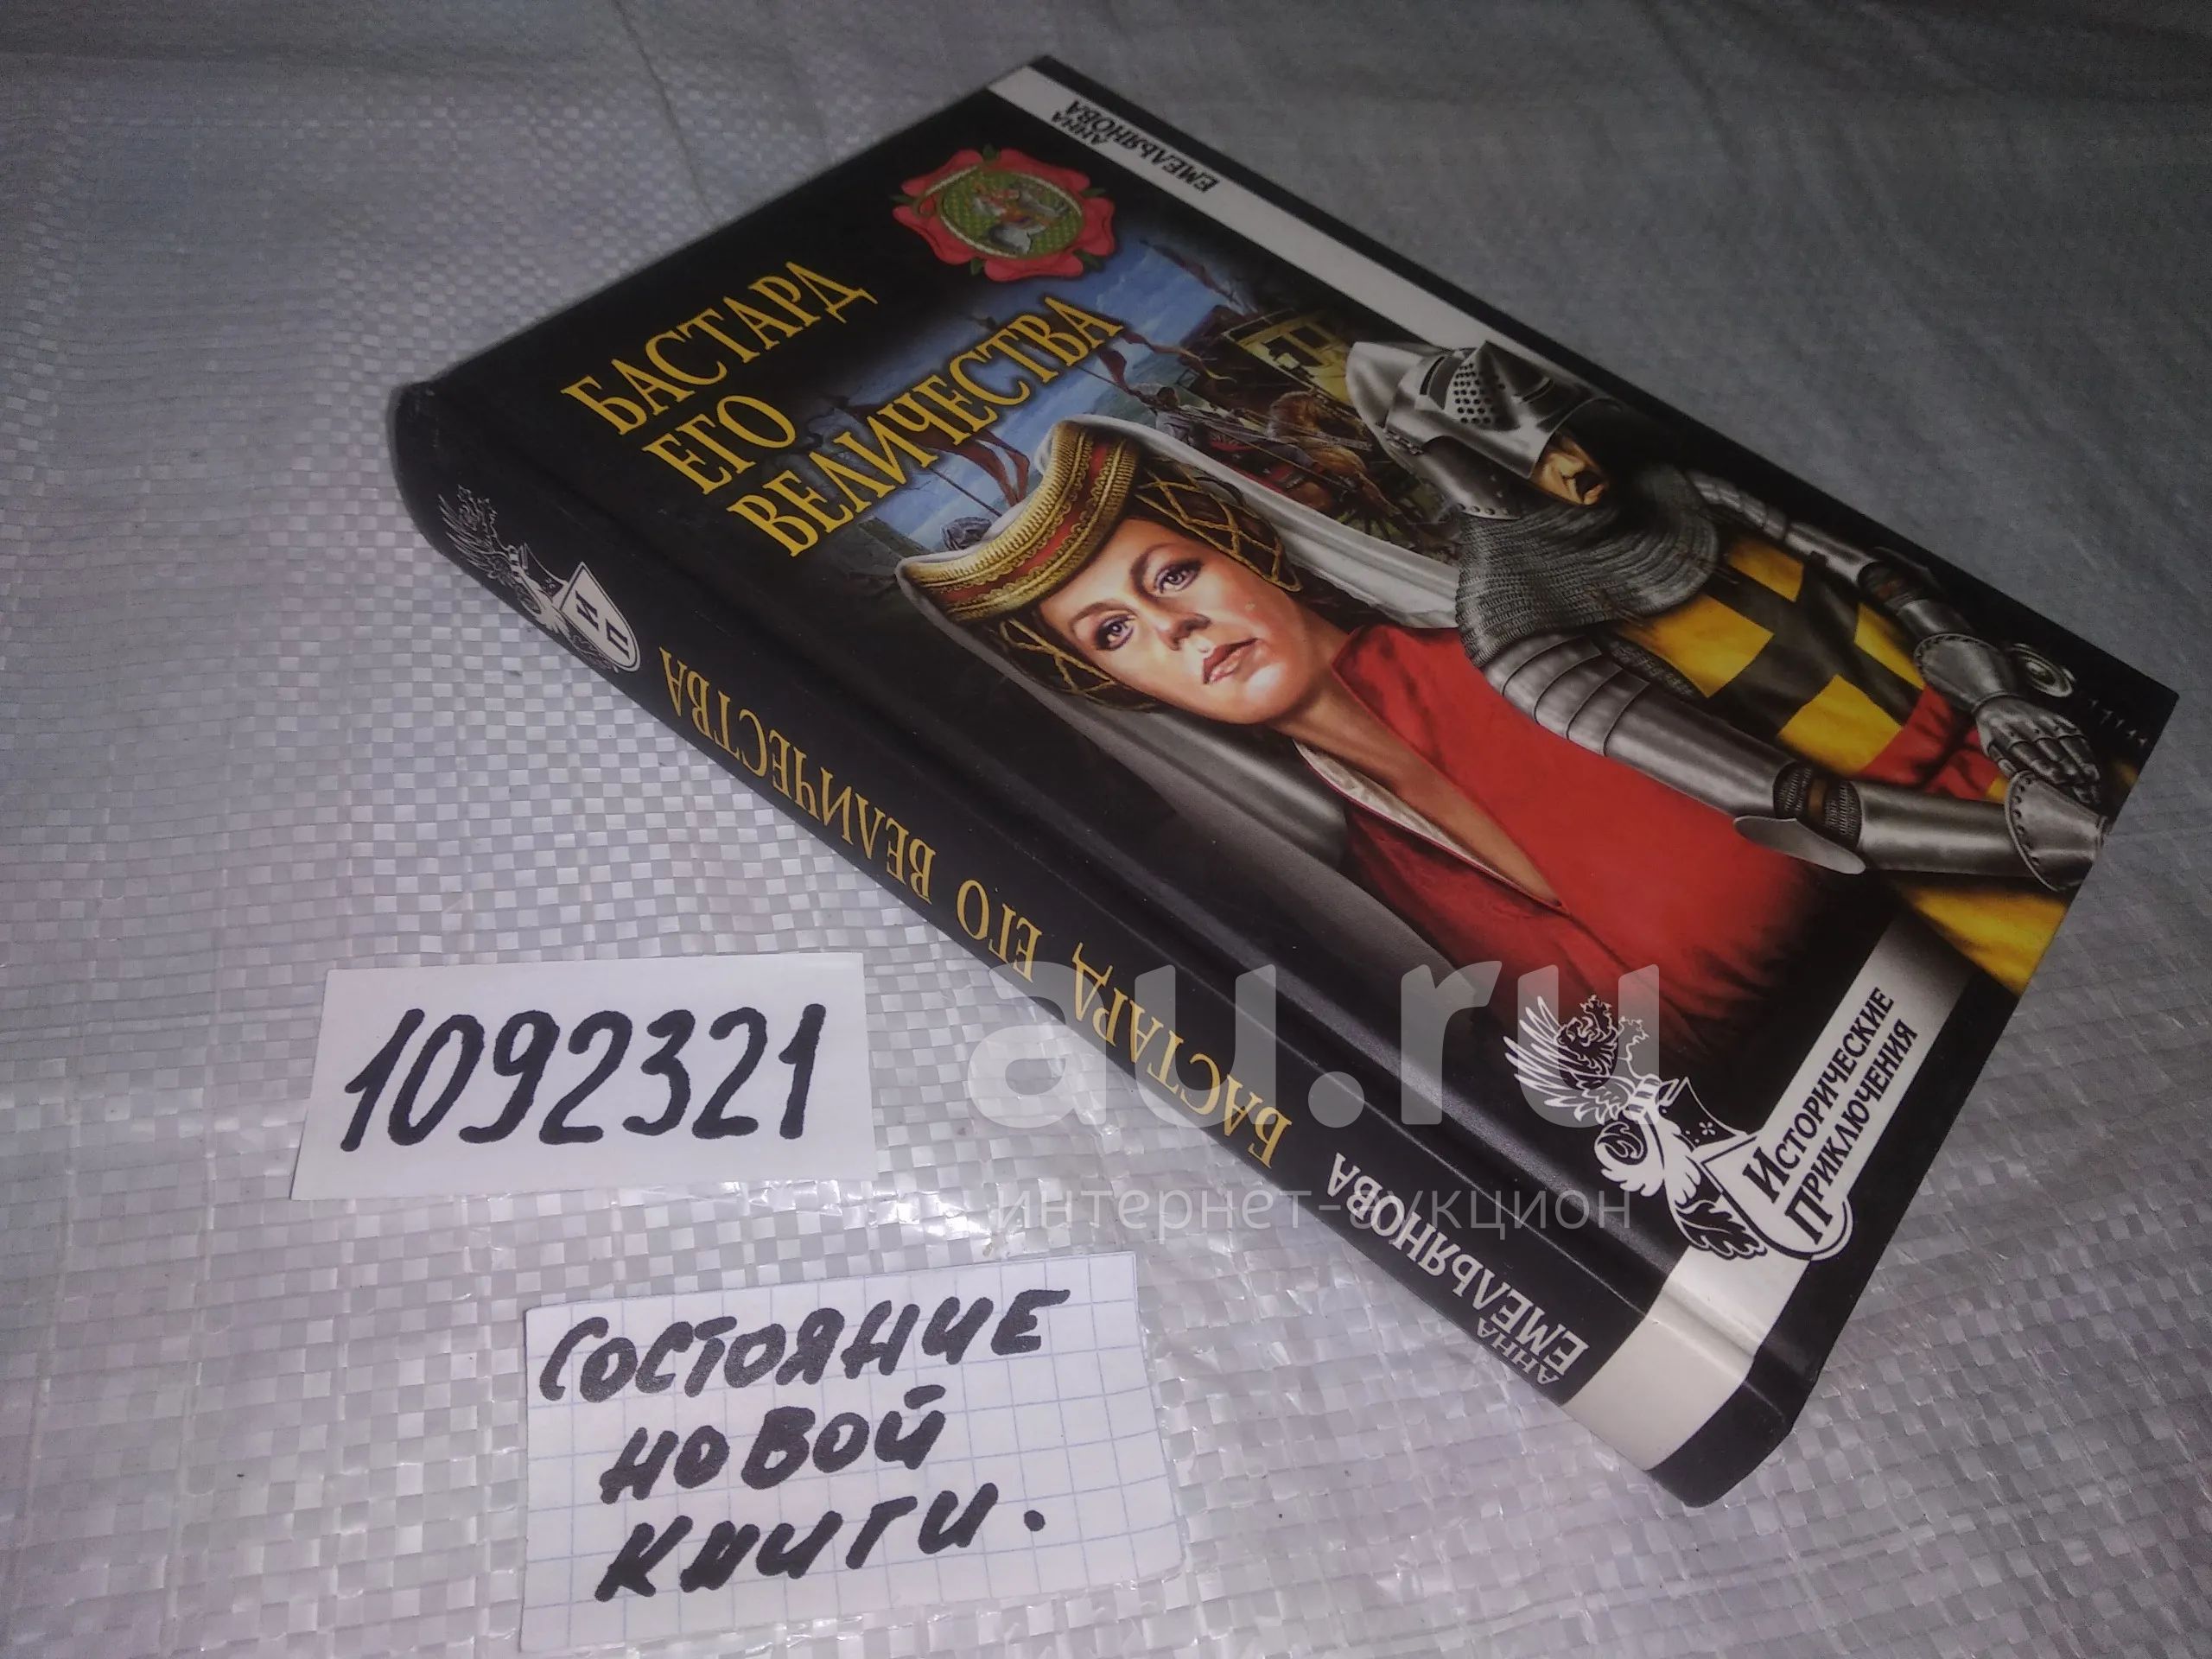 АННА
ЕМЕЛЬЯНОВА
БАСТАРД
ЕГО
ВЕЛИЧЕСТВА
ИП
БАСТАРД ЕГО ВЕЛИЧЕСТВА
АННА
ЕМЕЛЬЯНОВА
ИСТОРИЧЕСКИЕ
ПРИКЛЮЧЕНИЯ
1092321
au.ru
интернет-аукцион
СОСТОЯНИЕ
НОВОЙ
КНИГИ.